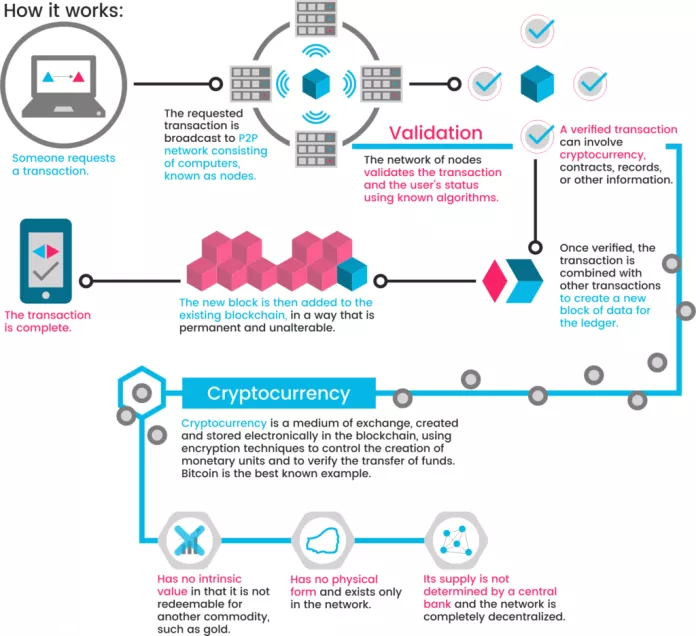 How it works:
Someone requests
a transaction.
The requested
transaction is
broadcast to P2P
network consisting
of computers,
known as nodes.
Validation
The network of nodes
validates the transaction
and the user's status
using known algorithms.
A verified transaction
can involve
cryptocurrency,
contracts, records,
or other information.
Once verified, the
transaction is
combined with
other transactions
to create a new
block of data for
the ledger.
The new block is then added to the
existing blockchain, in a way that is
permanent and unalterable.
The transaction
is complete.
Cryptocurrency
Cryptocurrency is a medium of exchange, created
and stored electronically in the blockchain, using
encryption techniques to control the creation of
monetary units and to verify the transfer of funds.
Bitcoin is the best known example.
Has no intrinsic
value in that it is not
redeemable for
another commodity,
such as gold.
Has no physical
form and exists only
in the network.
Its supply is not
determined by a central
bank and the network is
completely decentralized.